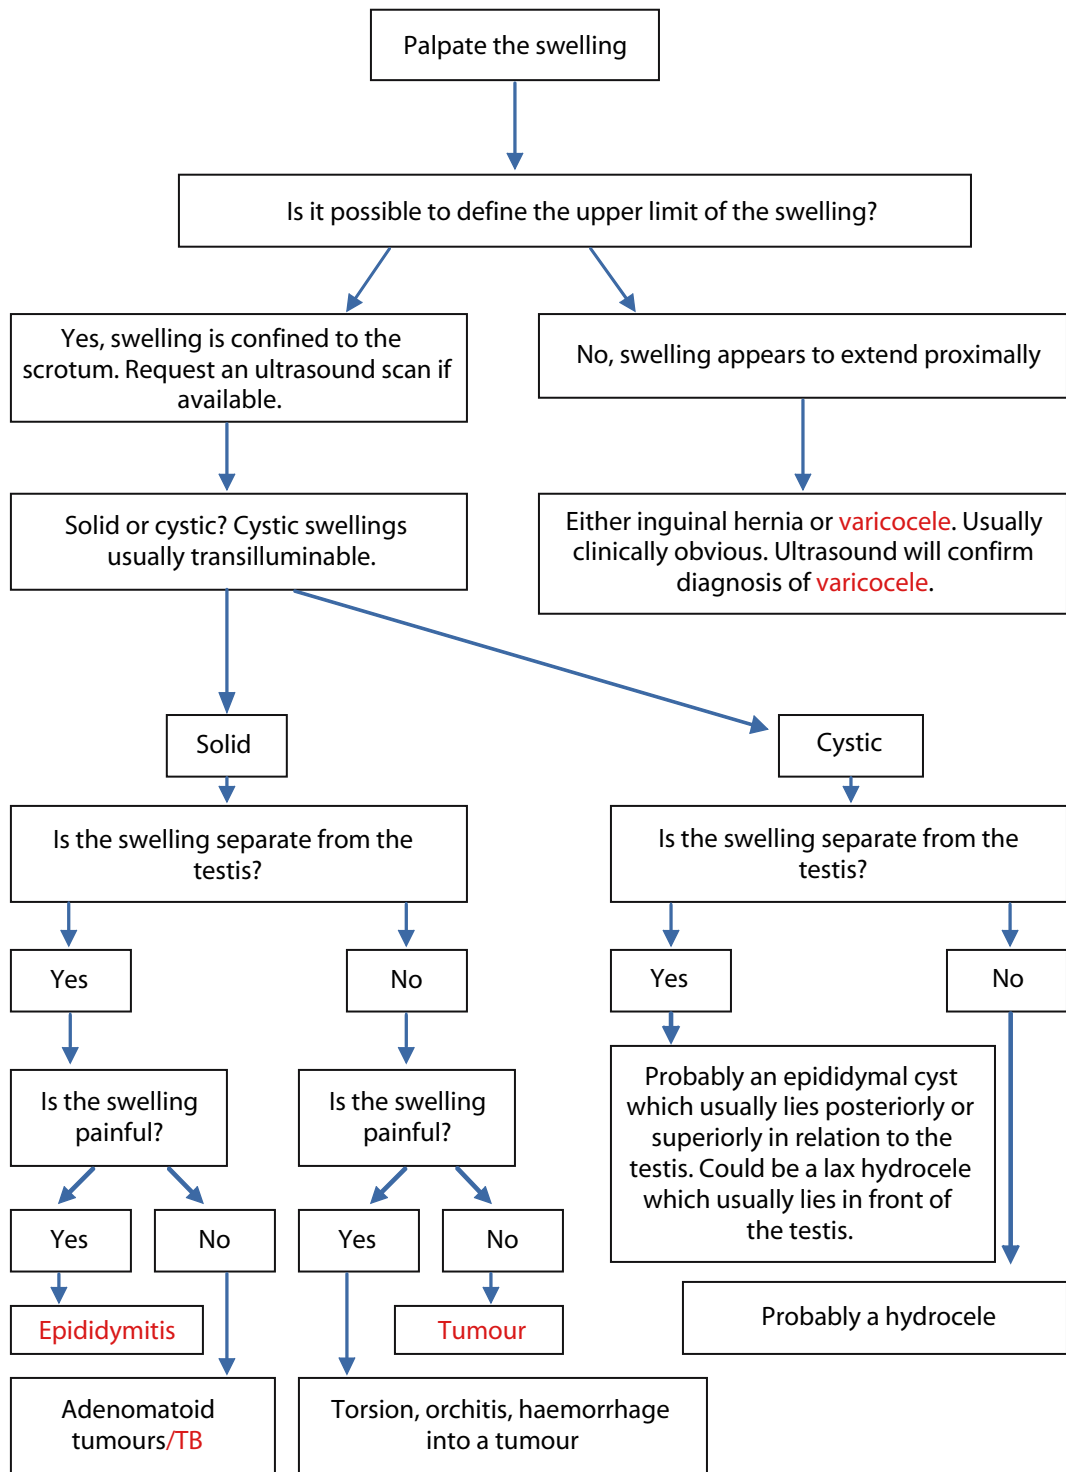 Palpate the swelling
Is it possible to define the upper limit of the swelling?
Yes, swelling is confined to the
scrotum. Request an ultrasound scan if
available.
No, swelling appears to extend proximally
Solid or cystic? Cystic swellings
usually transilluminable.
Either inguinal hernia or varicocele. Usually
clinically obvious. Ultrasound will confirm
diagnosis of varicocele.
Solid
Cystic
Is the swelling separate from the
testis?
Is the swelling separate from the
testis?
Yes
No
Yes
No
Is the swelling
painful?
Is the swelling
painful?
Probably an epididymal cyst
which usually lies posteriorly or
superiorly in relation to the
testis. Could be a lax hydrocele
which usually lies in front of
the testis.
Yes
No
Yes
No
Epididymitis
Tumour
Probably a hydrocele
Adenomatoid
tumours/TB
Torsion, orchitis, haemorrhage
into a tumour